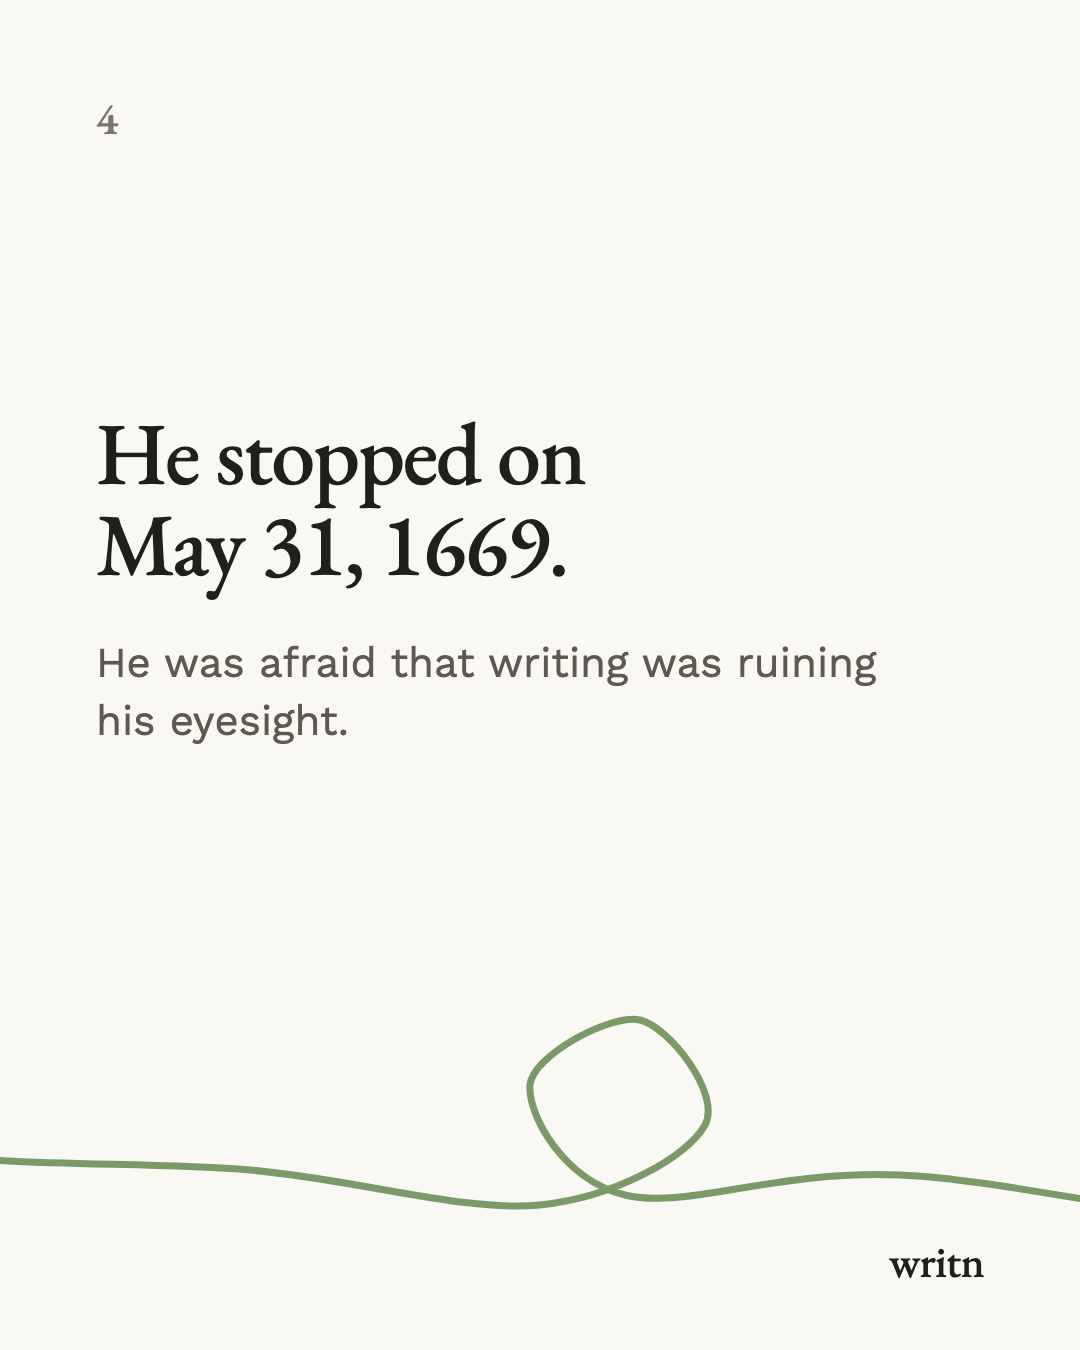 4
He stopped on
May 31, 1669.
He was afraid that writing was ruining
his eyesight.
writn